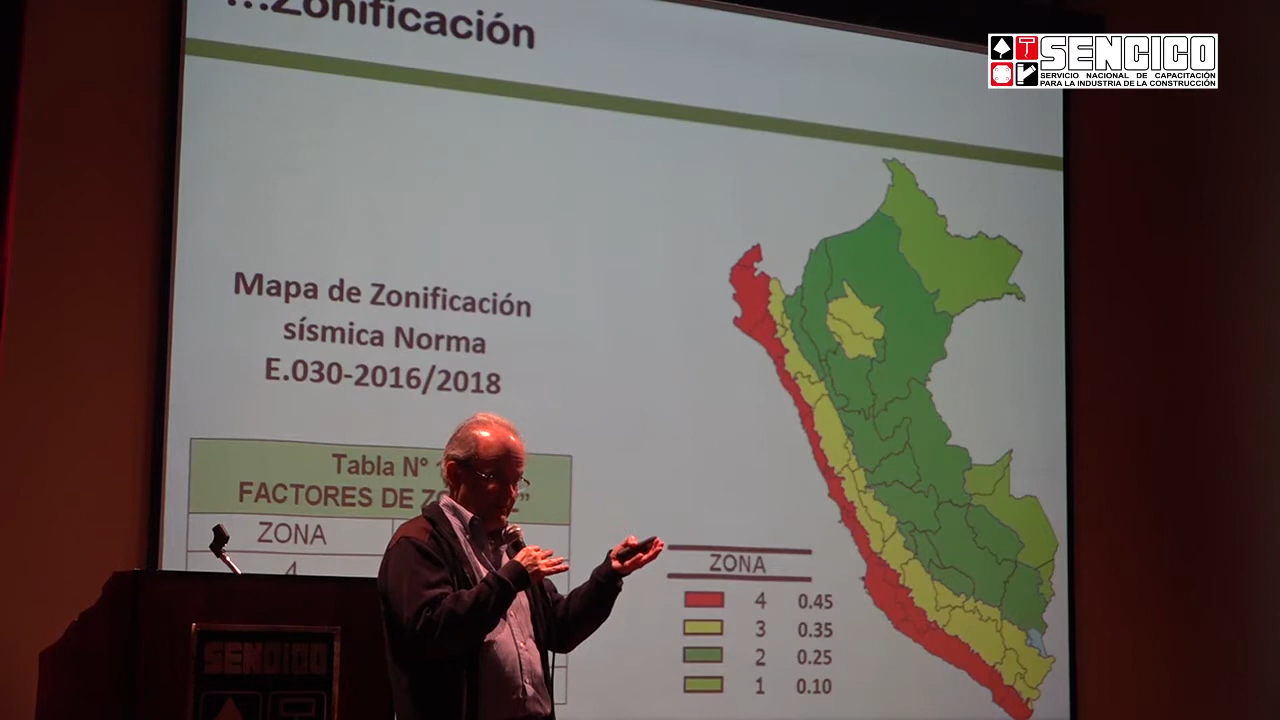 ...Zonificación
SENCICO
SERVICIO NACIONAL DE CAPACITACIÓN
PARA LA INDUSTRIA DE LA CONSTRUCCIÓN
Mapa de Zonificación
sísmica Norma
E.030-2016/2018
Tabla N°
FACTORES DE
ZONA
4
ZONA
4 0.45
3 0.35
2 0.25
1 0.10
SENCICO